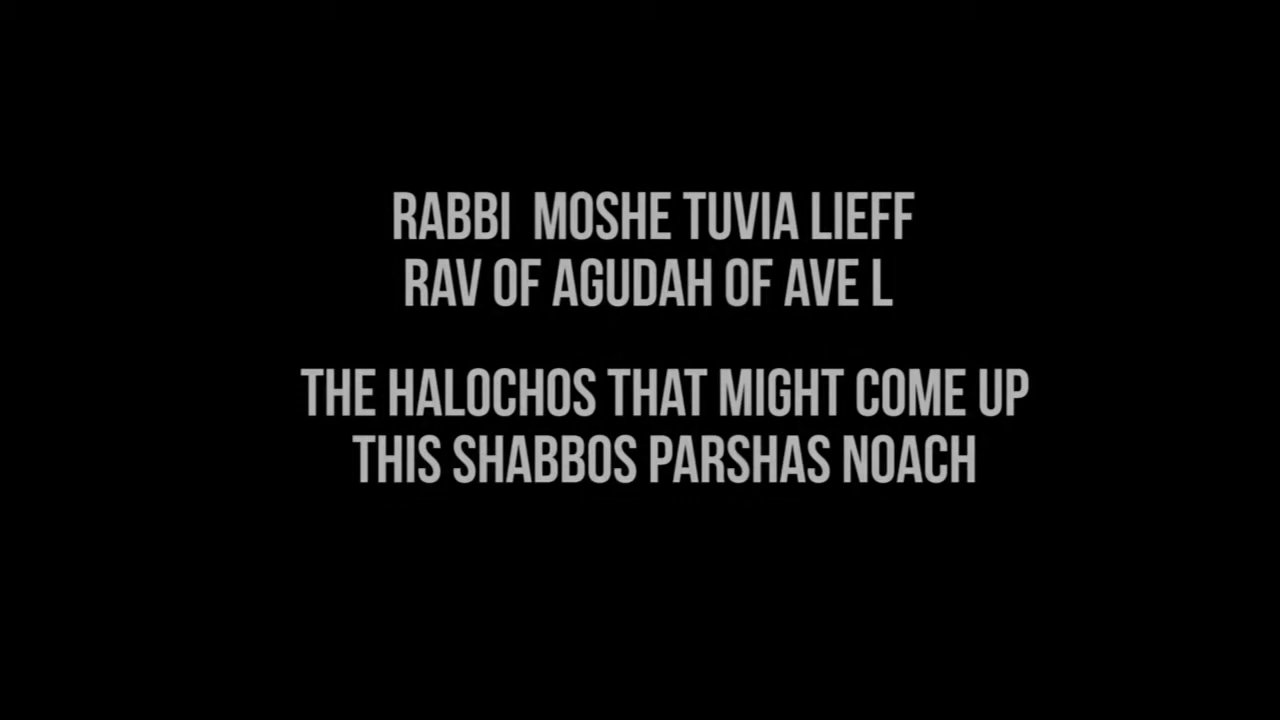 RABBI  MOSHE TUVIA LIEFF
RAV OF AGUDAH OF AVE L
THE HALOCHOS THAT MIGHT COME UP
THIS SHABBOS PARSHAS NOACH